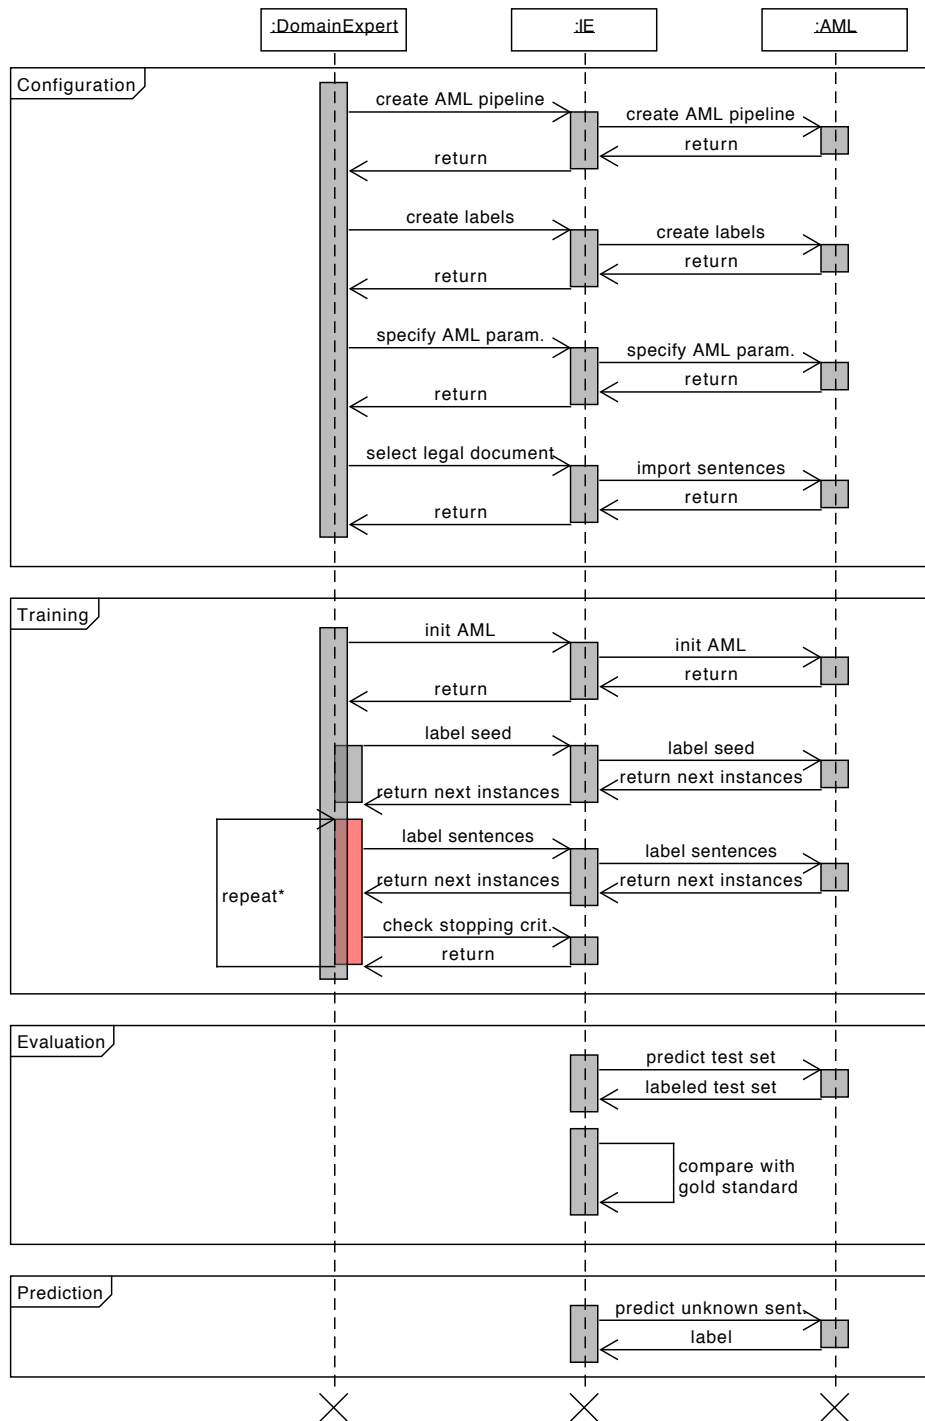 :DomainExpert
:IE
:AML
Configuration
create AML pipeline
create AML pipeline
return
return
create labels
create labels
return
return
specify AML param.
specify AML param.
return
return
select legal document
import sentences
return
return
Training
init AML
init AML
return
return
label seed
label seed
return next instances
return next instances
label sentences
label sentences
return next instances
return next instances
repeat*
check stopping crit.
return
Evaluation
predict test set
labeled test set
compare with
gold standard
Prediction
predict unknown sent.
label